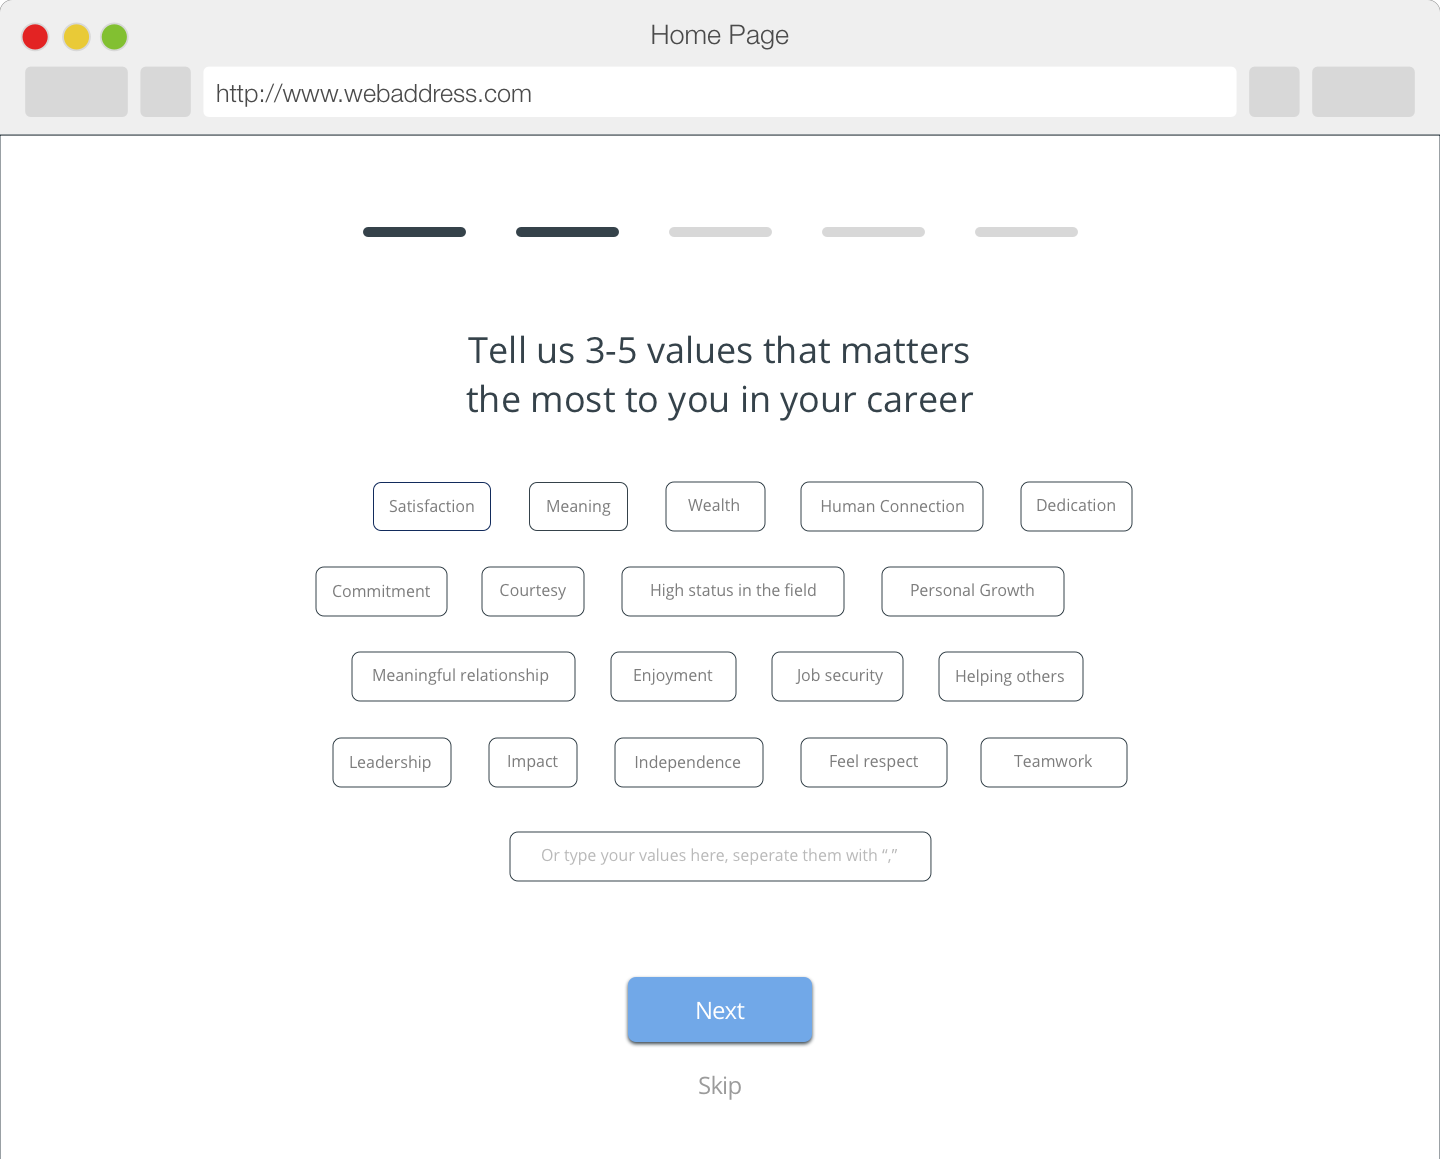 Home Page
http://www.webaddress.com
Tell us 3-5 values that matters
the most to you in your career
Satisfaction Meaning Wealth Human Connection Dedication
Commitment Courtesy High status in the field Personal Growth
Meaningful relationship Enjoyment Job security Helping others
Leadership Impact Independence Feel respect Teamwork
Or type your values here, seperate them with “,”
Next
Skip